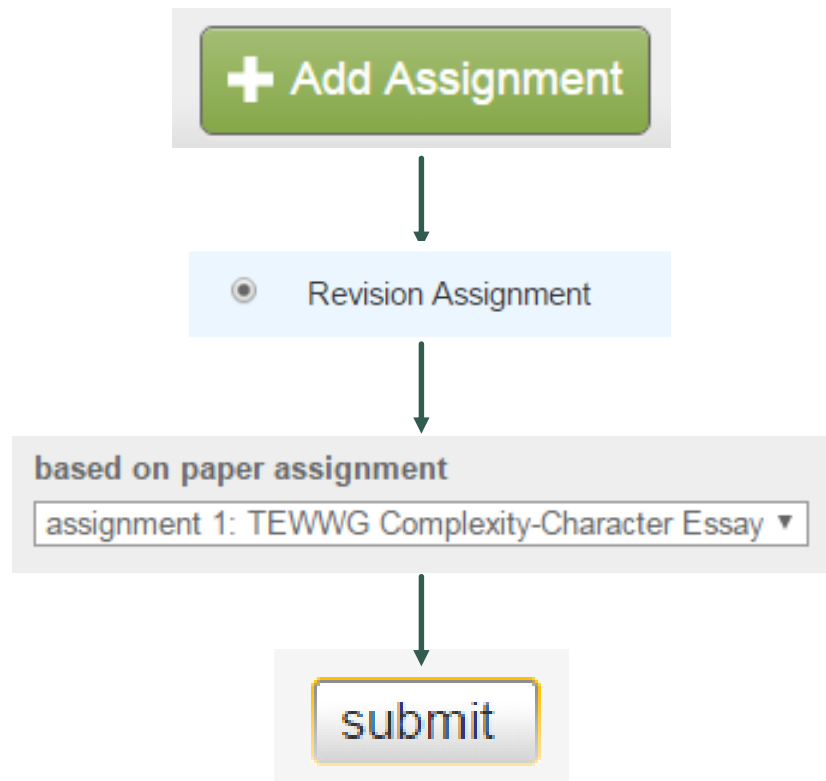 Add Assignment
Revision Assignment
based on paper assignment
assignment 1: TEWWG Complexity-Character Essay
submit